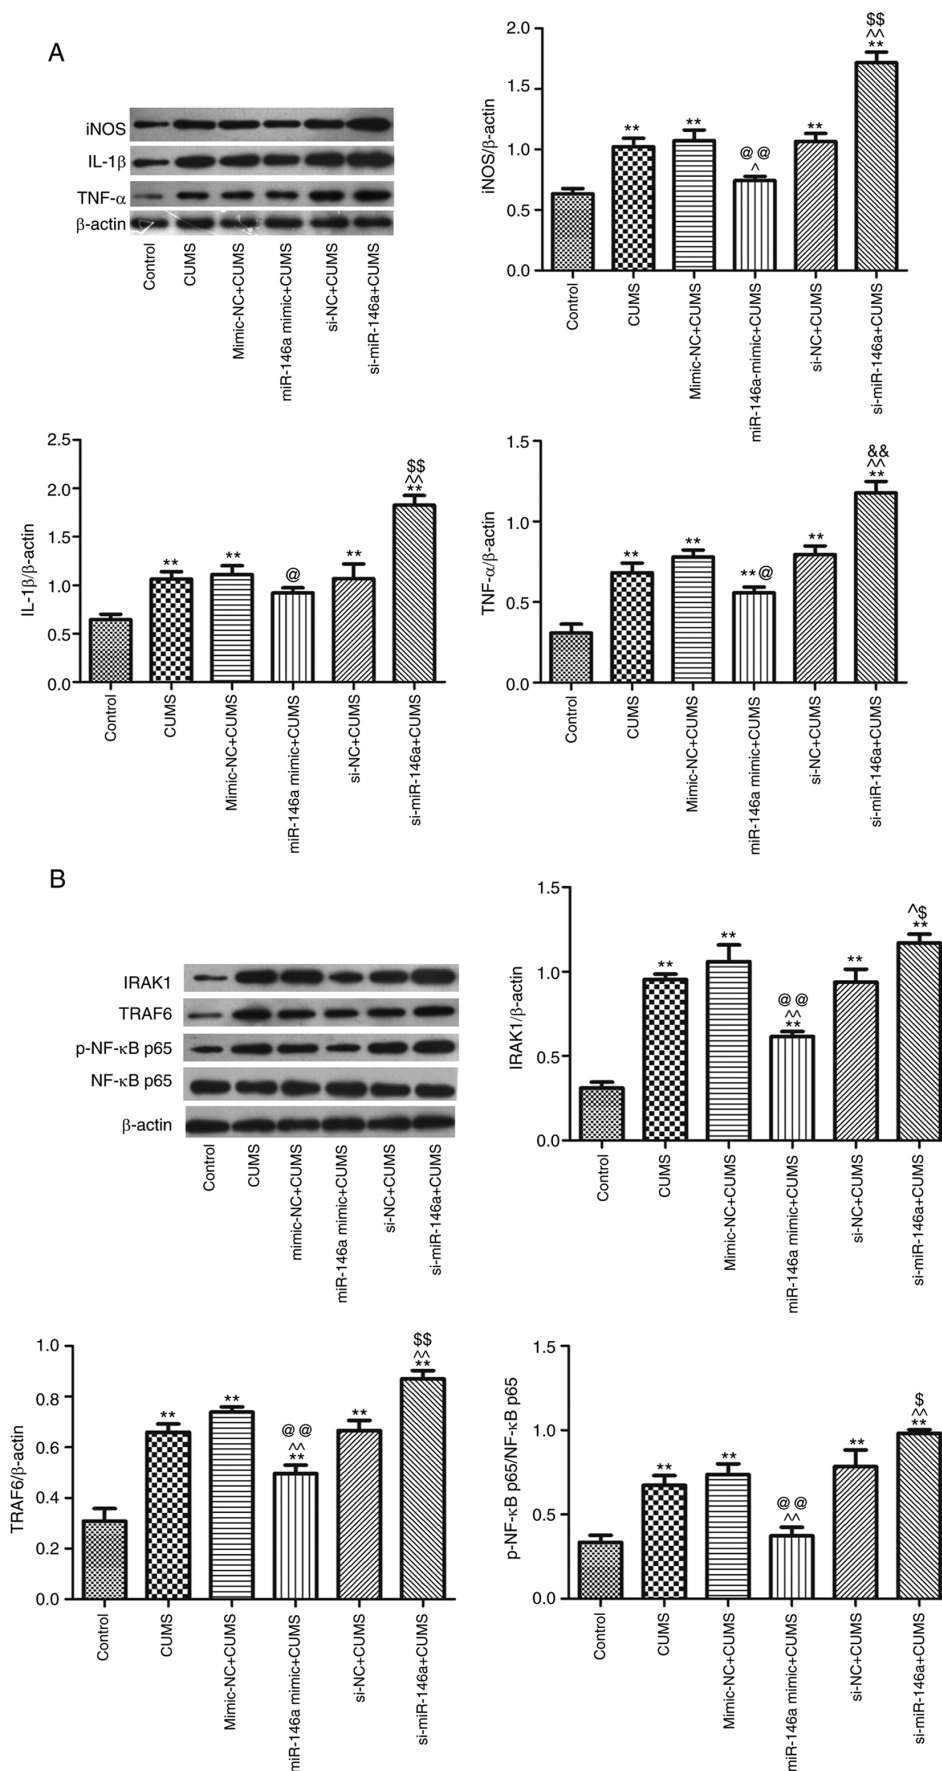 A
iNOS
IL-1β
TNF-α
β-actin
Control
CUMS
Mimic-NC+CUMS
miR-146a mimic+CUMS
si-NC+CUMS
si-miR-146a+CUMS
iNOS/β-actin
2.0
1.5
1.0
0.5
0.0
**
**
@ @
^
**
$$
^^
**
Control
CUMS
Mimic-NC+CUMS
miR-146a-mimic+CUMS
si-NC+CUMS
si-miR-146a+CUMS
IL-1β/β-actin
2.5
2.0
1.5
1.0
0.5
0.0
**
**
@
**
$$
^^
**
Control
CUMS
Mimic-NC+CUMS
miR-146a mimic+CUMS
si-NC+CUMS
si-miR-146a+CUMS
TNF-α/β-actin
1.5
1.0
0.5
0.0
**
**
**@
**
&&
^^
**
Control
CUMS
Mimic-NC+CUMS
miR-146a mimic+CUMS
si-NC+CUMS
si-miR-146a+CUMS
B
IRAK1
TRAF6
p-NF-κB p65
NF-κB p65
β-actin
Control
CUMS
mimic-NC+CUMS
miR-146a mimic+CUMS
si-NC+CUMS
si-miR-146a+CUMS
IRAK1/β-actin
1.5
1.0
0.5
0.0
**
**
@ @
^^
**
**
^$
**
Control
CUMS
Mimic-NC+CUMS
miR-146a mimic+CUMS
si-NC+CUMS
si-miR-146a+CUMS
TRAF6/β-actin
1.0
0.8
0.6
0.4
0.2
0.0
**
**
@ @
^^
**
**
$$
^^
**
Control
CUMS
Mimic-NC+CUMS
miR-146a mimic+CUMS
si-NC+CUMS
si-miR-146a+CUMS
p-NF-κB p65/NF-κB p65
1.5
1.0
0.5
0.0
**
**
@ @
^^
**
^^$
**
Control
CUMS
Mimic-NC+CUMS
miR-146a mimic+CUMS
si-NC+CUMS
si-miR-146a+CUMS